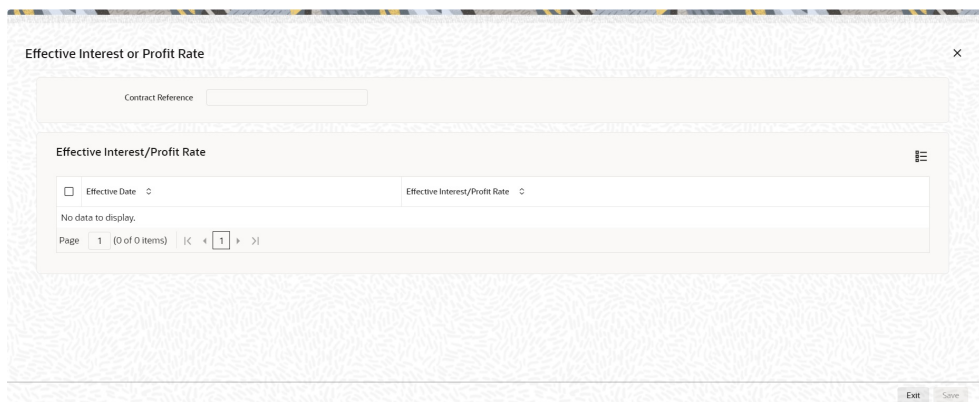 Effective Interest or Profit Rate
Contract Reference
Effective Interest/Profit Rate
Effective Date Effective Interest/Profit Rate
No data to display.
Page 1 (0 of 0 items) 1
Exit Save